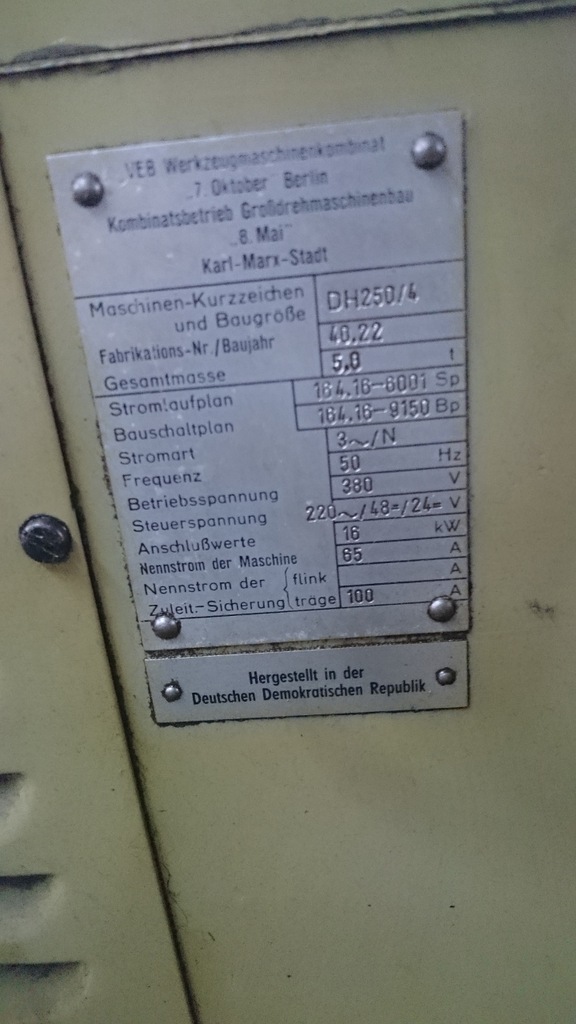 VEB Werkzeugmaschinenkombinat
„7. Oktober" Berlin
Kombinatsbetrieb Großdrehmaschinenbau
„8. Mai"
Karl-Marx-Stadt
Maschinen-Kurzzeichen
und Baugröße DH250/4
Fabrikations-Nr./Baujahr 40.22
Gesamtmasse 5,8 t
Stromlaufplan 164.16-6001 Sp
Bauschaltplan 164.16-9150 Bp
Stromart 3~/N
Frequenz 50 Hz
Betriebsspannung 380 V
Steuerspannung 220~/48=/24= V
Anschlußwerte 16 kW
Nennstrom der Maschine 65 A
Nennstrom der flink A
Zuleit.-Sicherung träge 100 A
Hergestellt in der
Deutschen Demokratischen Republik